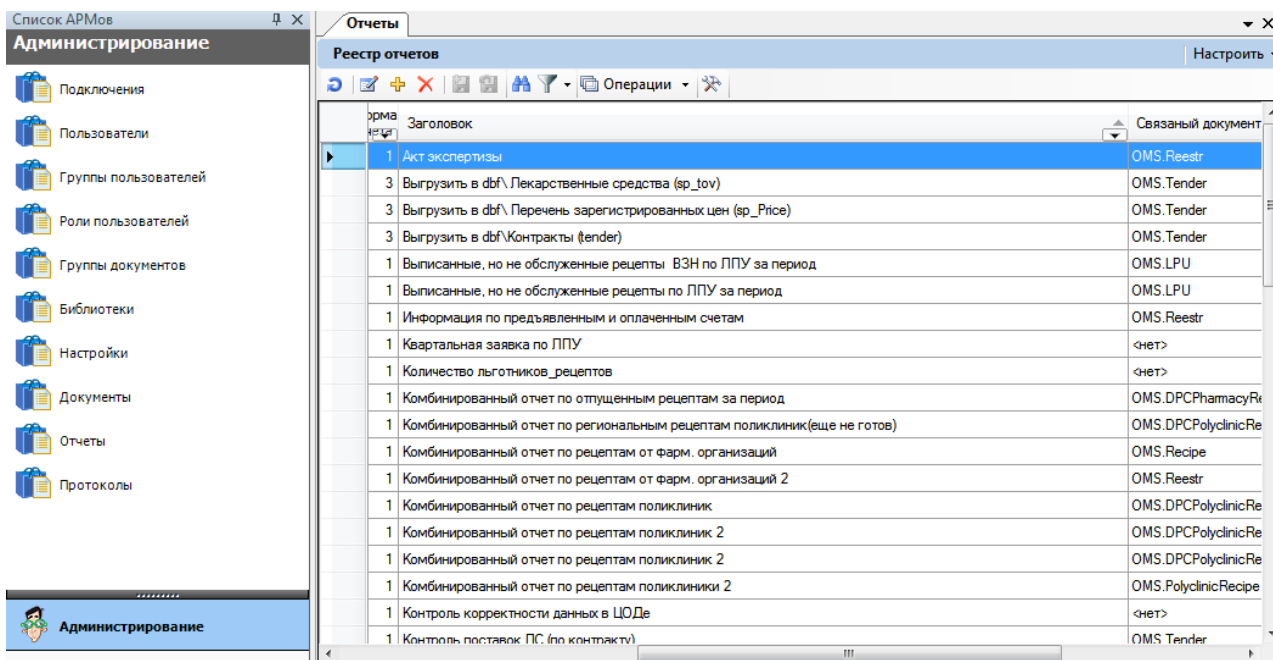 Список АРМов
Администрирование
Подключения
Пользователи
Группы пользователей
Роли пользователей
Группы документов
Библиотеки
Настройки
Документы
Отчеты
Протоколы
Администрирование
Отчеты
Реестр отчетов Настроить
Операции
Заголовок Связаный документ
1 Акт экспертизы OMS.Reestr
3 Выгрузить в dbf\ Лекарственные средства (sp_tov) OMS.Tender
3 Выгрузить в dbf\ Перечень зарегистрированных цен (sp_Price) OMS.Tender
3 Выгрузить в dbf\Контракты (tender) OMS.Tender
1 Выписанные, но не обслуженные рецепты ВЗН по ЛПУ за период OMS.LPU
1 Выписанные, но не обслуженные рецепты по ЛПУ за период OMS.LPU
1 Информация по предъявленным и оплаченным счетам OMS.Reestr
1 Квартальная заявка по ЛПУ <нет>
1 Количество льготников_рецептов <нет>
1 Комбинированный отчет по отпущенным рецептам за период OMS.DPCPharmacyRe
1 Комбинированный отчет по региональным рецептам поликлиник(еще не готов) OMS.DPCPolyclinicRe
1 Комбинированный отчет по рецептам от фарм. организаций OMS.Recipe
1 Комбинированный отчет по рецептам от фарм. организаций 2 OMS.Reestr
1 Комбинированный отчет по рецептам поликлиник OMS.DPCPolyclinicRe
1 Комбинированный отчет по рецептам поликлиник 2 OMS.DPCPolyclinicRe
1 Комбинированный отчет по рецептам поликлиник 2 OMS.DPCPolyclinicRe
1 Комбинированный отчет по рецептам поликлиники 2 OMS.PolyclinicRecipe
1 Контроль корректности данных в ЦОДе <нет>
1 Контроль поставок ЛС (по контракту) OMS.Tender